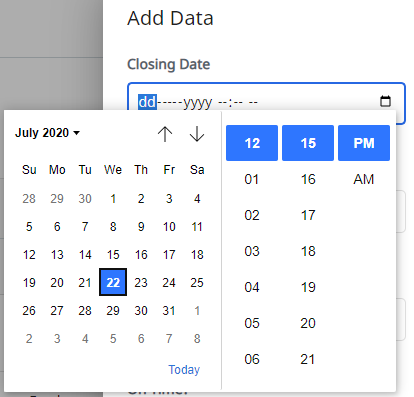 Add Data
Closing Date
dd-----yyyy --:-- --
July 2020
Su Mo Tu We Th Fr Sa
28 29 30 1 2 3 4
5 6 7 8 9 10 11
12 13 14 15 16 17 18
19 20 21 22 23 24 25
26 27 28 29 30 31 1
2 3 4 5 6 7 8
Today
12 15 PM
01 16 AM
02 17
03 18
04 19
05 20
06 21